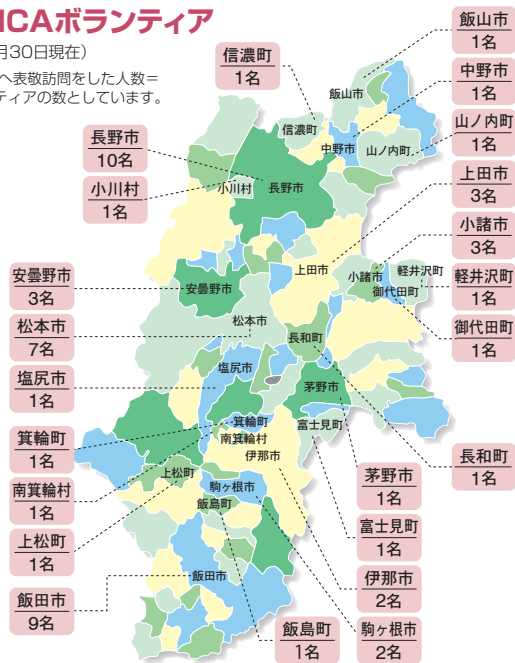 ICAボランティア
月30日現在）
へ表敬訪問をした人数＝
ティアの数としています。
信濃町
1名
飯山市
1名
中野市
1名
山ノ内町
1名
長野市
10名
小川村
1名
上田市
3名
小諸市
3名
軽井沢町
1名
御代田町
1名
安曇野市
3名
松本市
7名
塩尻市
1名
箕輪町
1名
南箕輪村
1名
上松町
1名
飯田市
9名
長和町
1名
茅野市
1名
富士見町
1名
伊那市
2名
駒ヶ根市
2名
飯島町
1名
飯山市
信濃町
中野市
山ノ内町
小川村
長野市
上田市
小諸市
軽井沢町
御代田町
安曇野市
松本市
長和町
塩尻市
茅野市
箕輪町
富士見町
南箕輪村
伊那市
上松町
駒ヶ根市
飯島町
飯田市